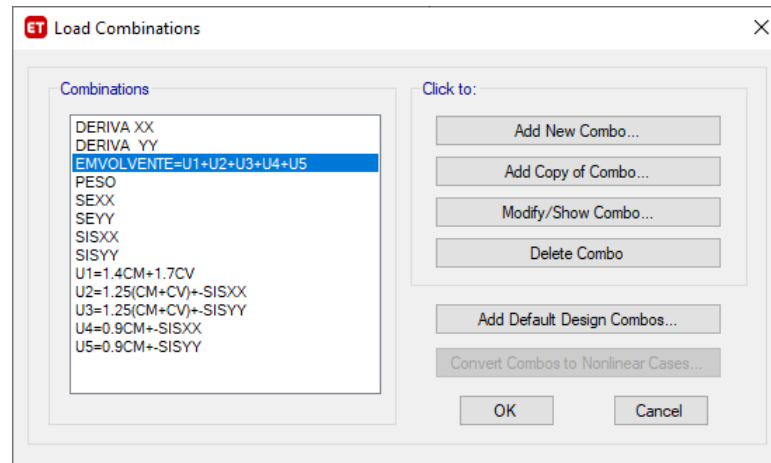 ET Load Combinations
Combinations
DERIVA XX
DERIVA YY
EMVOLVENTE=U1+U2+U3+U4+U5
PESO
SEXX
SEYY
SISXX
SISYY
U1=1.4CM+1.7CV
U2=1.25(CM+CV)+-SISXX
U3=1.25(CM+CV)+-SISYY
U4=0.9CM+-SISXX
U5=0.9CM+-SISYY
Click to:
Add New Combo...
Add Copy of Combo...
Modify/Show Combo...
Delete Combo
Add Default Design Combos...
Convert Combos to Nonlinear Cases...
OK
Cancel